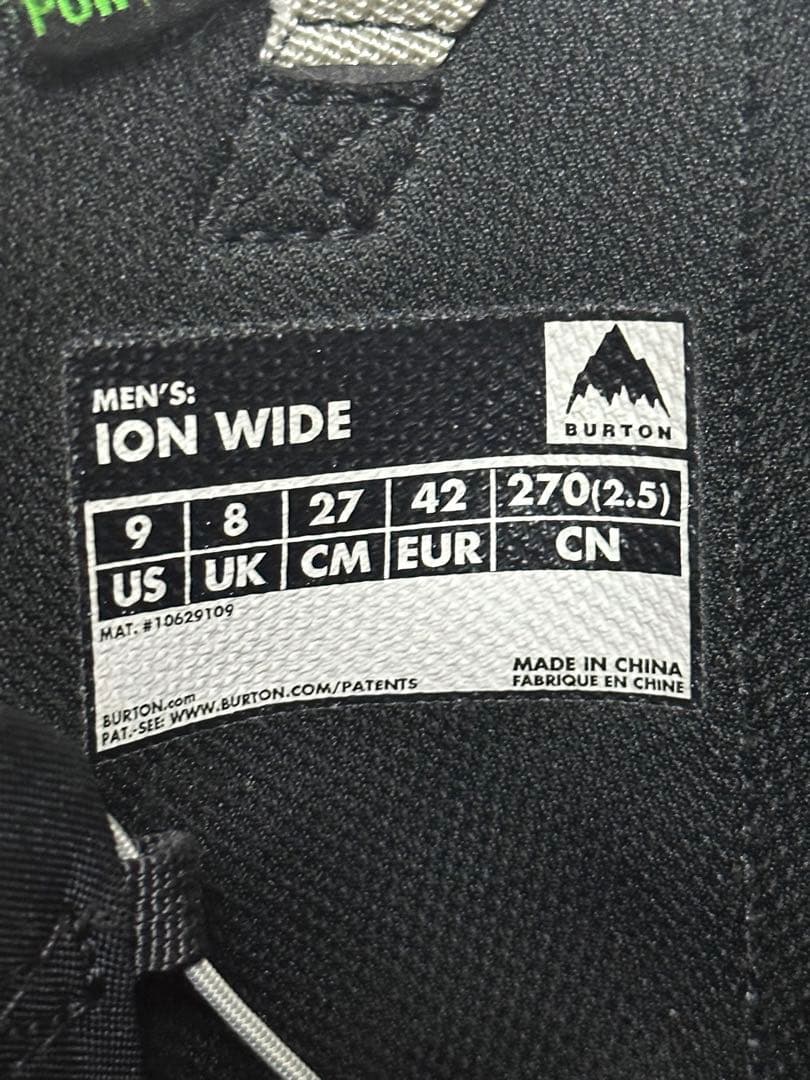 MEN'S:
ION WIDE
BURTON
9 8 27 42 270(2.5)
US UK CM EUR CN
MAT. #10629109
BURTON.com
PAT.-SEE: WWW.BURTON.COM/PATENTS
MADE IN CHINA
FABRIQUE EN CHINE